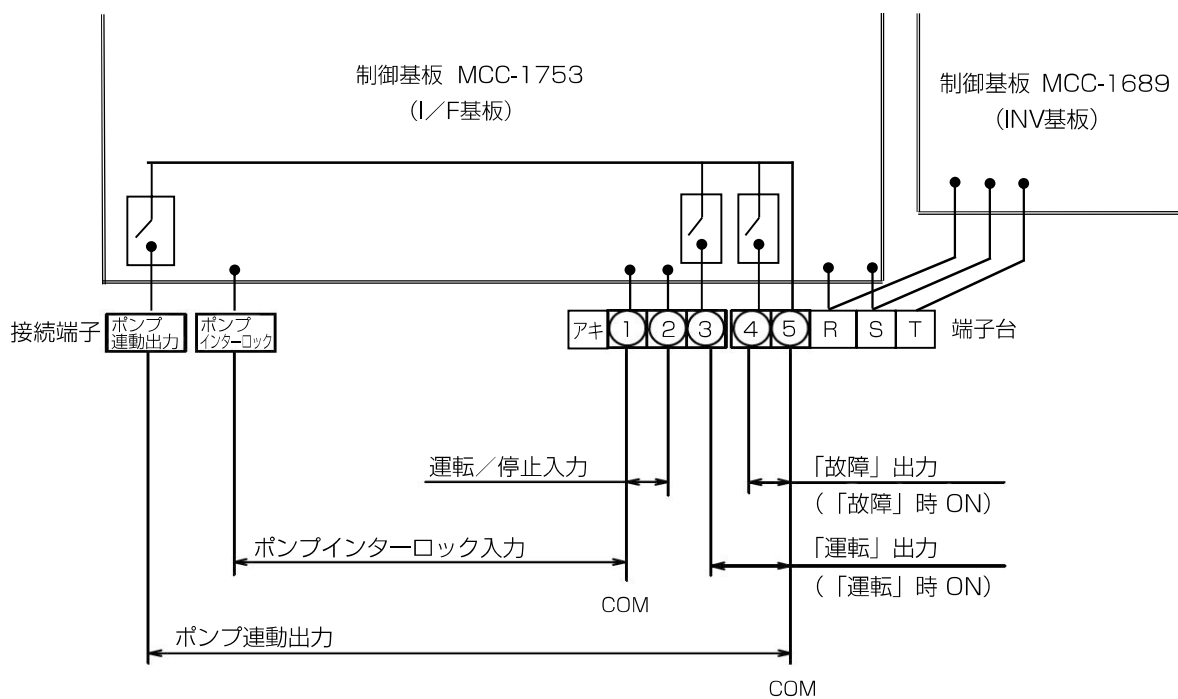 制御基板 MCC-1753
(I／F基板)
制御基板 MCC-1689
(INV基板)
接続端子
ポンプ
連動出力
ポンプ
インターロック
アキ ① ② ③ ④ ⑤ R S T 端子台
運転／停止入力
「故障」出力
(「故障」時 ON)
ポンプインターロック入力
「運転」出力
(「運転」時 ON)
COM
ポンプ連動出力
COM